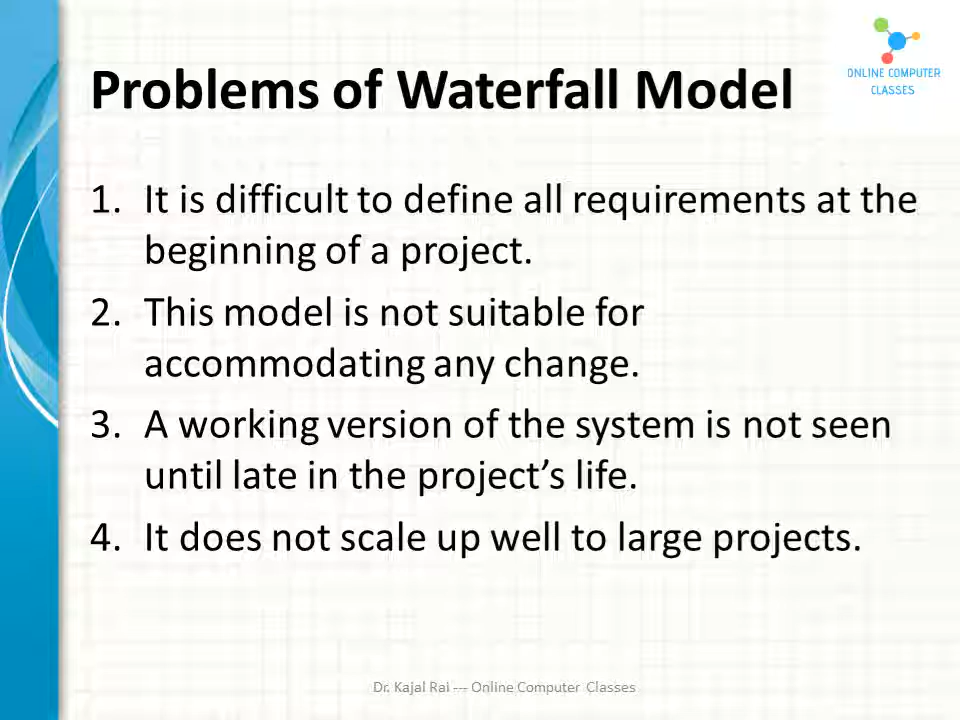 ONLINE COMPUTER
CLASSES
Problems of Waterfall Model
1. It is difficult to define all requirements at the
beginning of a project.
2. This model is not suitable for
accommodating any change.
3. A working version of the system is not seen
until late in the project’s life.
4. It does not scale up well to large projects.
Dr. Kajal Rai --- Online Computer Classes